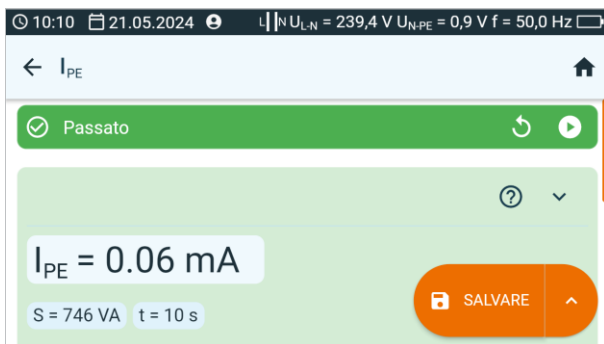 10:10 21.05.2024 L N U L-N = 239,4 V U N-PE = 0,9 V f = 50,0 Hz
I PE
Passato
I PE = 0.06 mA
S = 746 VA t = 10 s
SALVARE